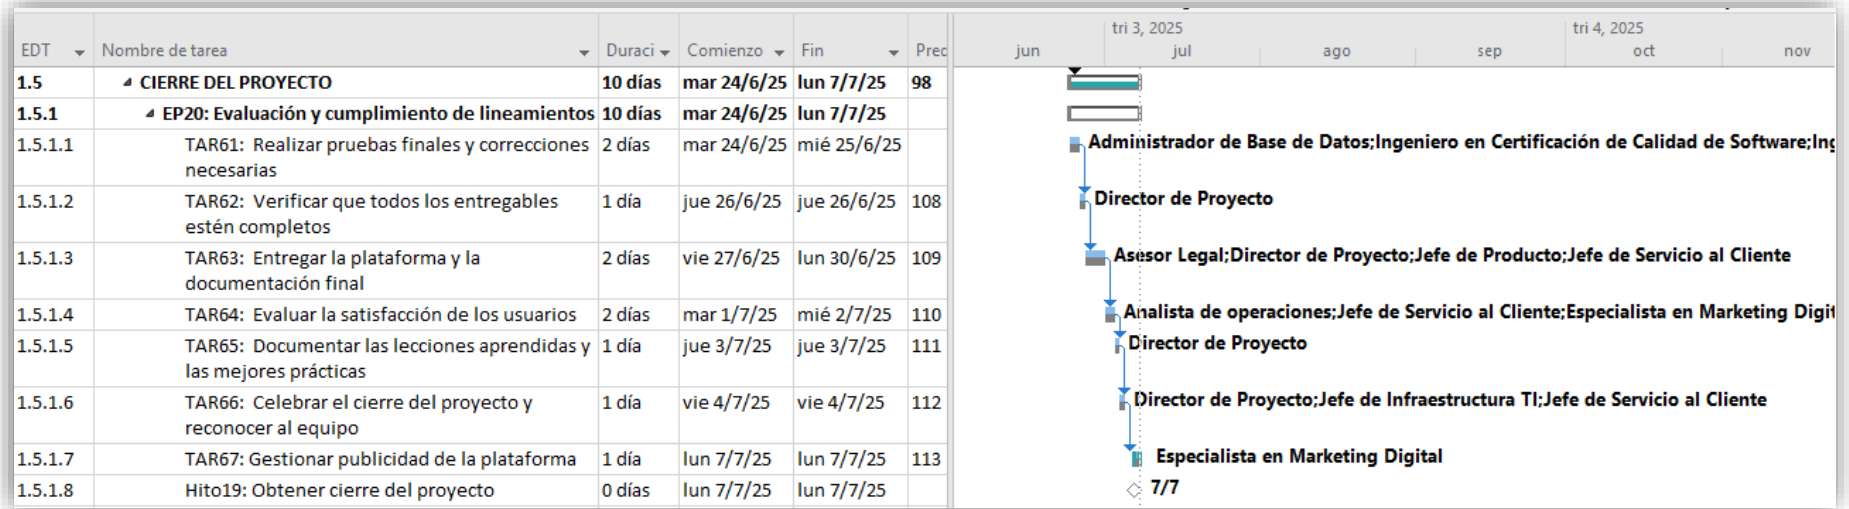 tri 3, 2025 tri 4, 2025
EDT Nombre de tarea Duraci Comienzo Fin Pred jun jul ago sep oct nov
1.5 CIERRE DEL PROYECTO 10 días mar 24/6/25 lun 7/7/25 98
1.5.1 EP20: Evaluación y cumplimiento de lineamientos 10 días mar 24/6/25 lun 7/7/25
1.5.1.1 TAR61: Realizar pruebas finales y correcciones 2 días mar 24/6/25 mié 25/6/25 Administrador de Base de Datos;Ingeniero en Certificación de Calidad de Software;Ing
necesarias
1.5.1.2 TAR62: Verificar que todos los entregables 1 día jue 26/6/25 jue 26/6/25 108 Director de Proyecto
estén completos
1.5.1.3 TAR63: Entregar la plataforma y la 2 días vie 27/6/25 lun 30/6/25 109 Asesor Legal;Director de Proyecto;Jefe de Producto;Jefe de Servicio al Cliente
documentación final
1.5.1.4 TAR64: Evaluar la satisfacción de los usuarios 2 días mar 1/7/25 mié 2/7/25 110 Analista de operaciones;Jefe de Servicio al Cliente;Especialista en Marketing Digit
1.5.1.5 TAR65: Documentar las lecciones aprendidas y 1 día jue 3/7/25 jue 3/7/25 111 Director de Proyecto
las mejores prácticas
1.5.1.6 TAR66: Celebrar el cierre del proyecto y 1 día vie 4/7/25 vie 4/7/25 112 Director de Proyecto;Jefe de Infraestructura TI;Jefe de Servicio al Cliente
reconocer al equipo
1.5.1.7 TAR67: Gestionar publicidad de la plataforma 1 día lun 7/7/25 lun 7/7/25 113 Especialista en Marketing Digital
1.5.1.8 Hito19: Obtener cierre del proyecto 0 días lun 7/7/25 lun 7/7/25 7/7